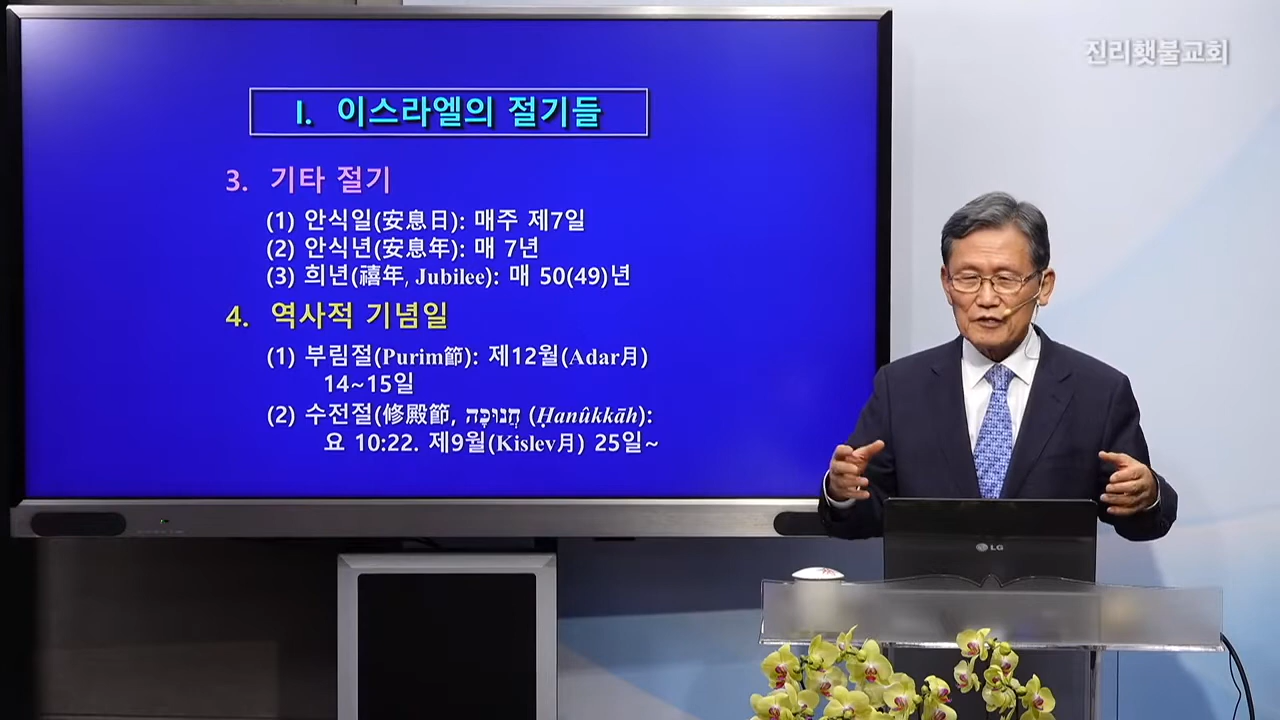 진리횃불교회
I. 이스라엘의 절기들
3. 기타 절기
(1) 안식일(安息日): 매주 제7일
(2) 안식년(安息年): 매 7년
(3) 희년(禧年, Jubilee): 매 50(49)년
4. 역사적 기념일
(1) 부림절(Purim節): 제12월(Adar月)
14~15일
(2) 수전절(修殿節, חֲנוּכָּה (Ḥanûkkāh):
요 10:22. 제9월(Kislev月) 25일~
LG